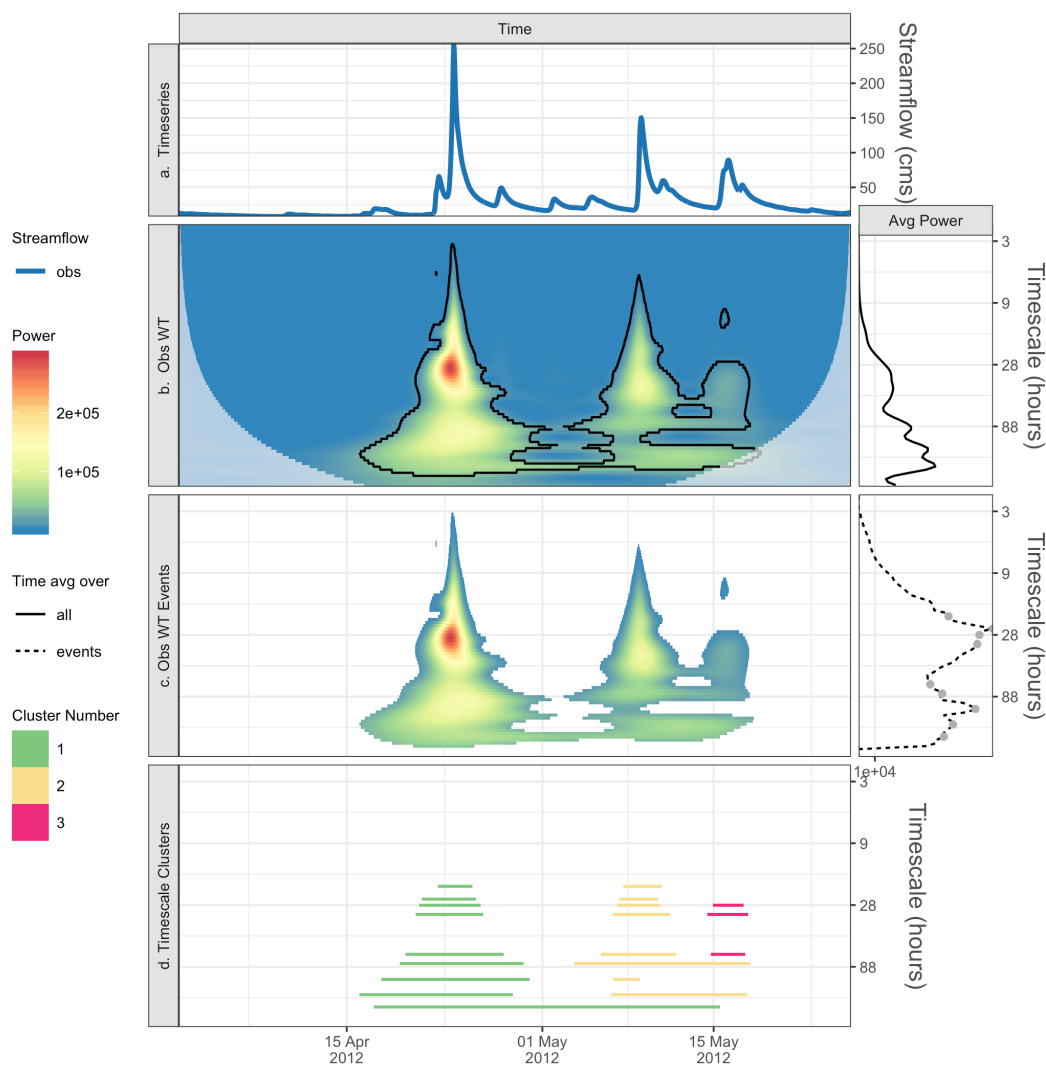 Time
a. Timeseries
250
200
150
100
50
Streamflow (cms)
Streamflow
obs
Power
2e+05
1e+05
b. Obs WT
Avg Power
3
9
28
88
Timescale (hours)
Time avg over
all
events
c. Obs WT Events
3
9
28
88
Timescale (hours)
1e+04
Cluster Number
1
2
3
d. Timescale Clusters
3
9
28
88
Timescale (hours)
15 Apr
2012
01 May
2012
15 May
2012